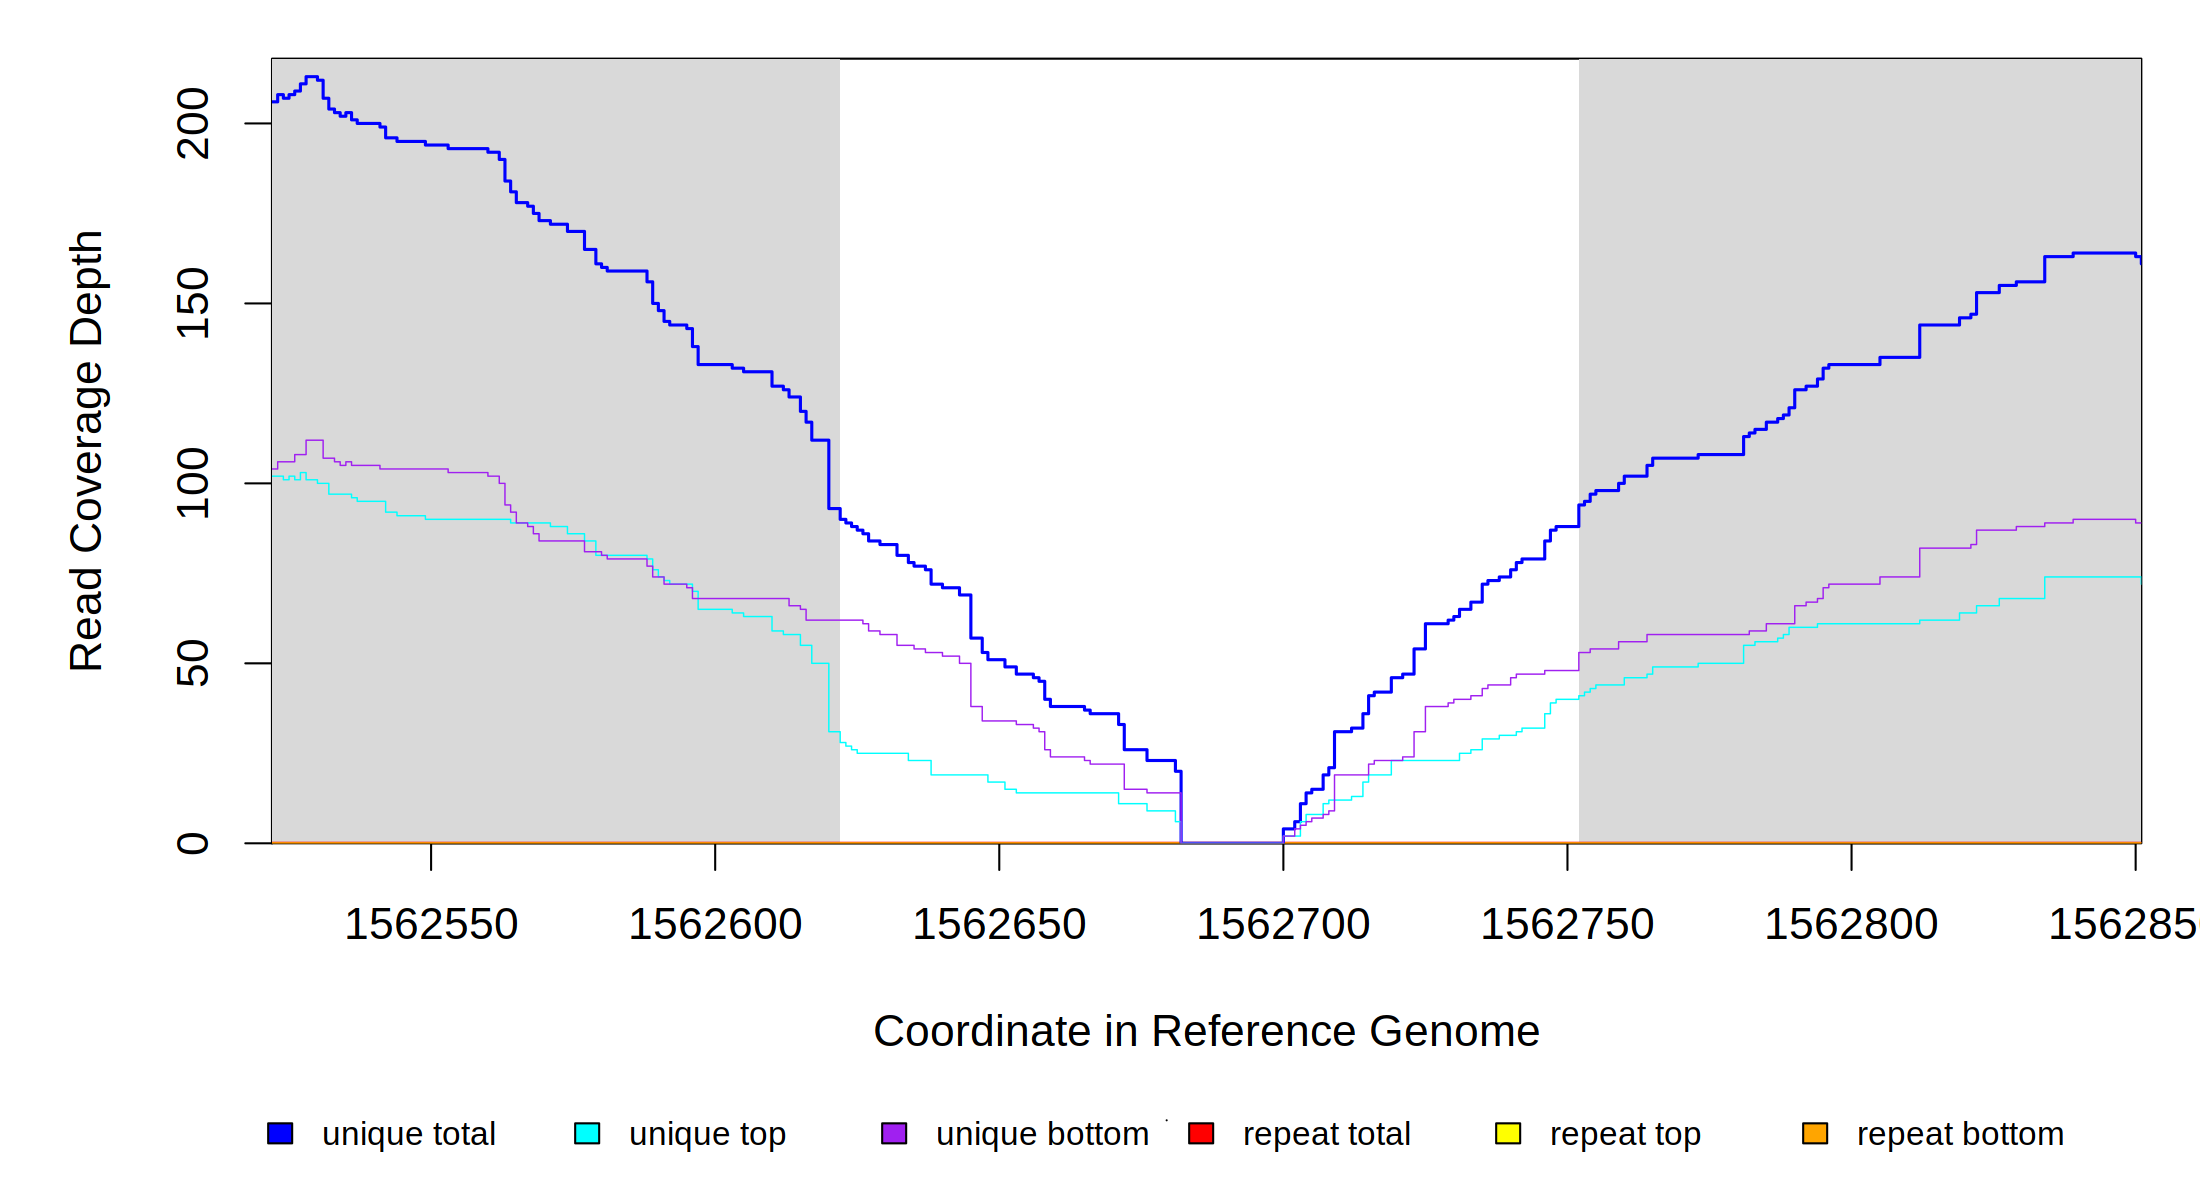 Read Coverage Depth
200
150
100
50
0
1562550 1562600 1562650 1562700 1562750 1562800 156285
Coordinate in Reference Genome
unique total unique top unique bottom repeat total repeat top repeat bottom